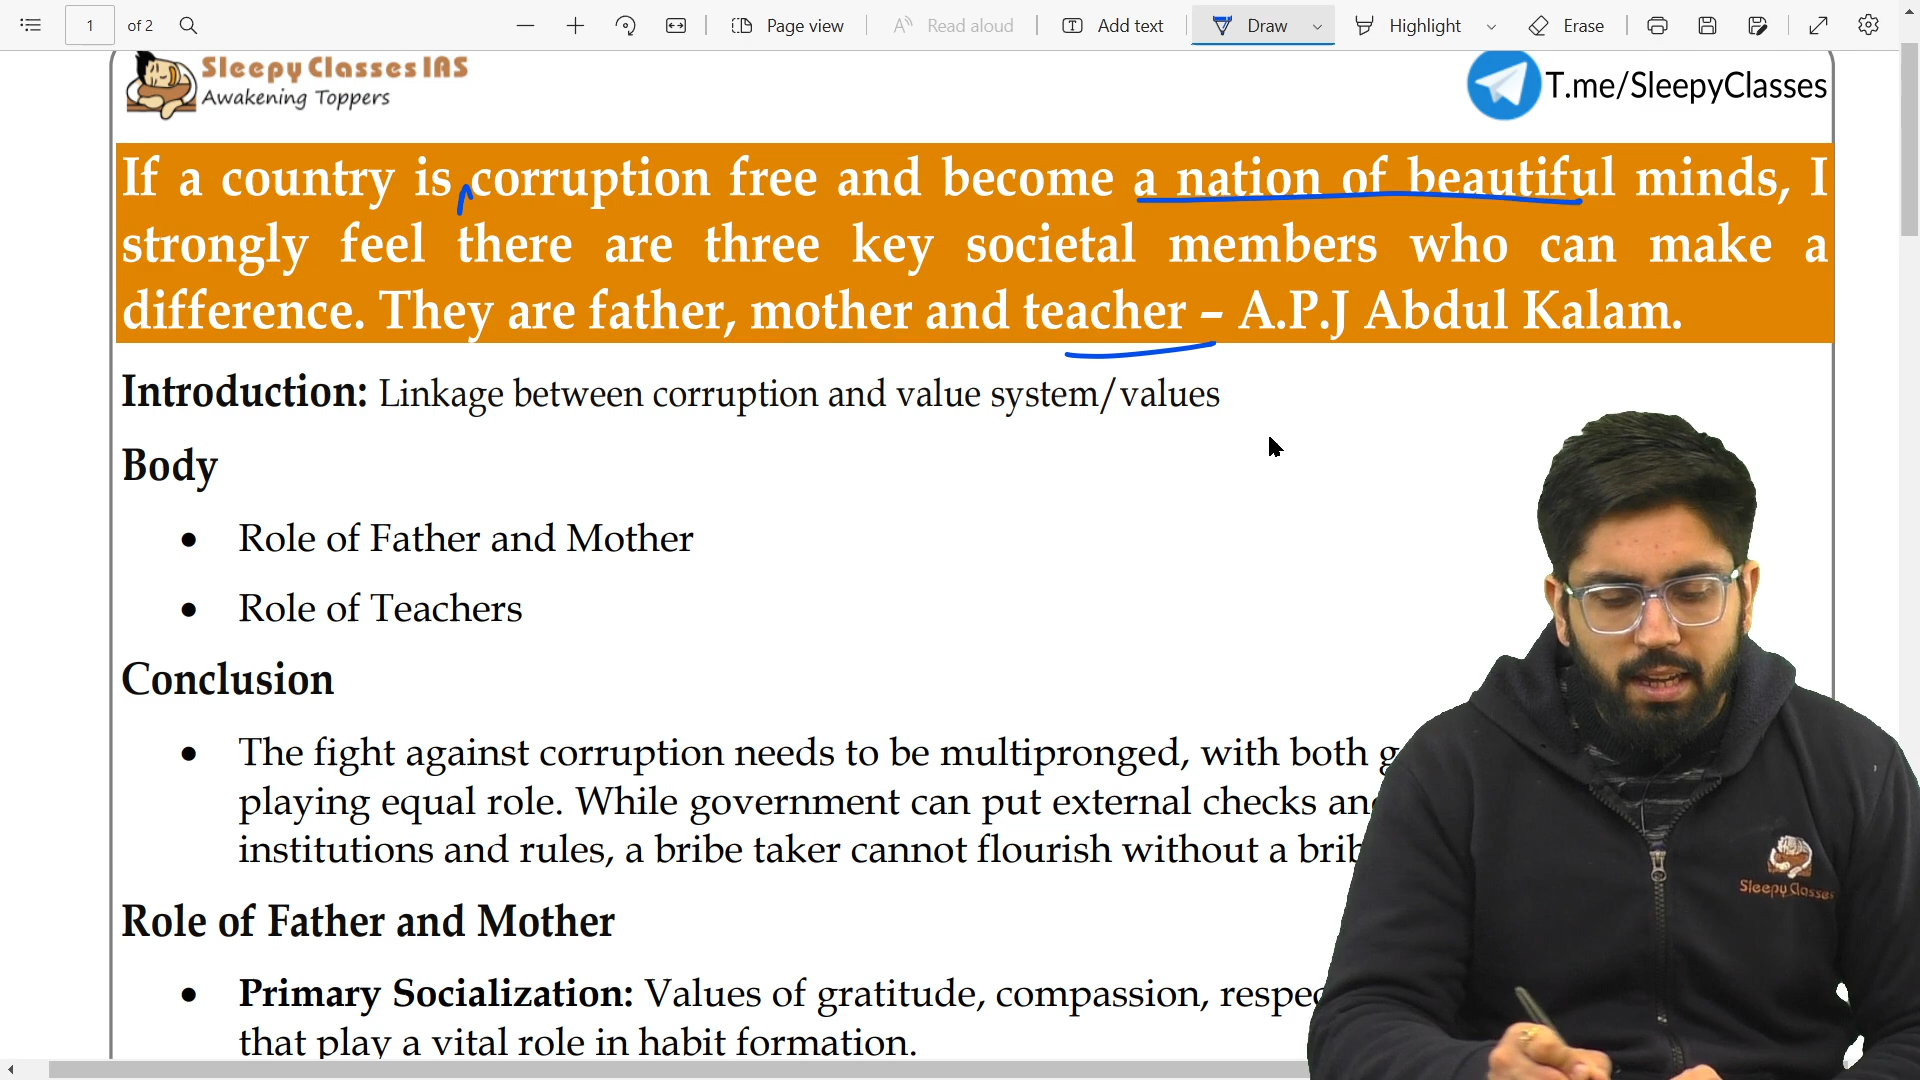 1 of 2 Page view Read aloud Add text Draw Highlight Erase
Sleepy Classes IAS
Awakening Toppers
T.me/SleepyClasses
If a country is corruption free and become a nation of beautiful minds, I
strongly feel there are three key societal members who can make a
difference. They are father, mother and teacher – A.P.J Abdul Kalam.
Introduction: Linkage between corruption and value system/values
Body
• Role of Father and Mother
• Role of Teachers
Conclusion
• The fight against corruption needs to be multipronged, with both
playing equal role. While government can put external checks
institutions and rules, a bribe taker cannot flourish without a
Role of Father and Mother
• Primary Socialization: Values of gratitude, compassion,
that play a vital role in habit formation.
Sleepy Classes